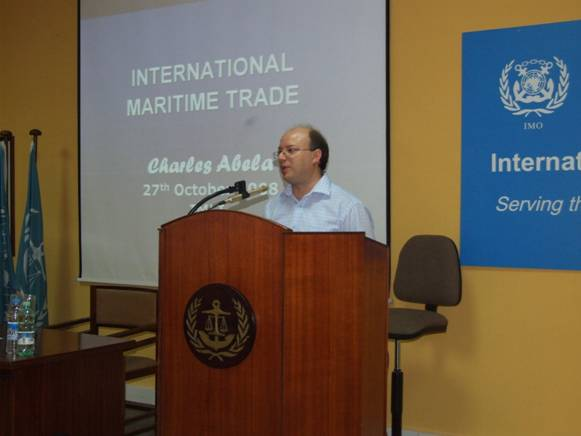 INTERNATIONAL
MARITIME TRADE
Charles Abela
27th October
IMO
Internat
Serving th